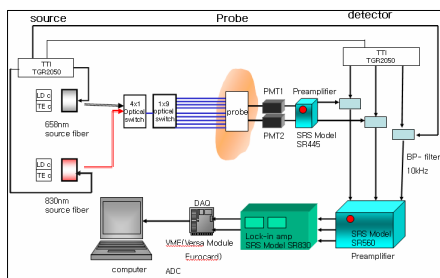 source
Probe
detector
TTi
TGR2050
TTi
TGR2050
LD c
TE c
658nm
source fiber
4x1
Optical
switch
1x9
optical
switch
probe
PMT1
PMT2
Preamplifier
SRS Model
SR445
BP- filter
10kHz
LD c
TE c
830nm
source fiber
computer
DAQ
VME(Versa Module
Eurocard)
ADC
Lock-in amp
SRS Model SR830
SRS Model
SR560
Preamplifier